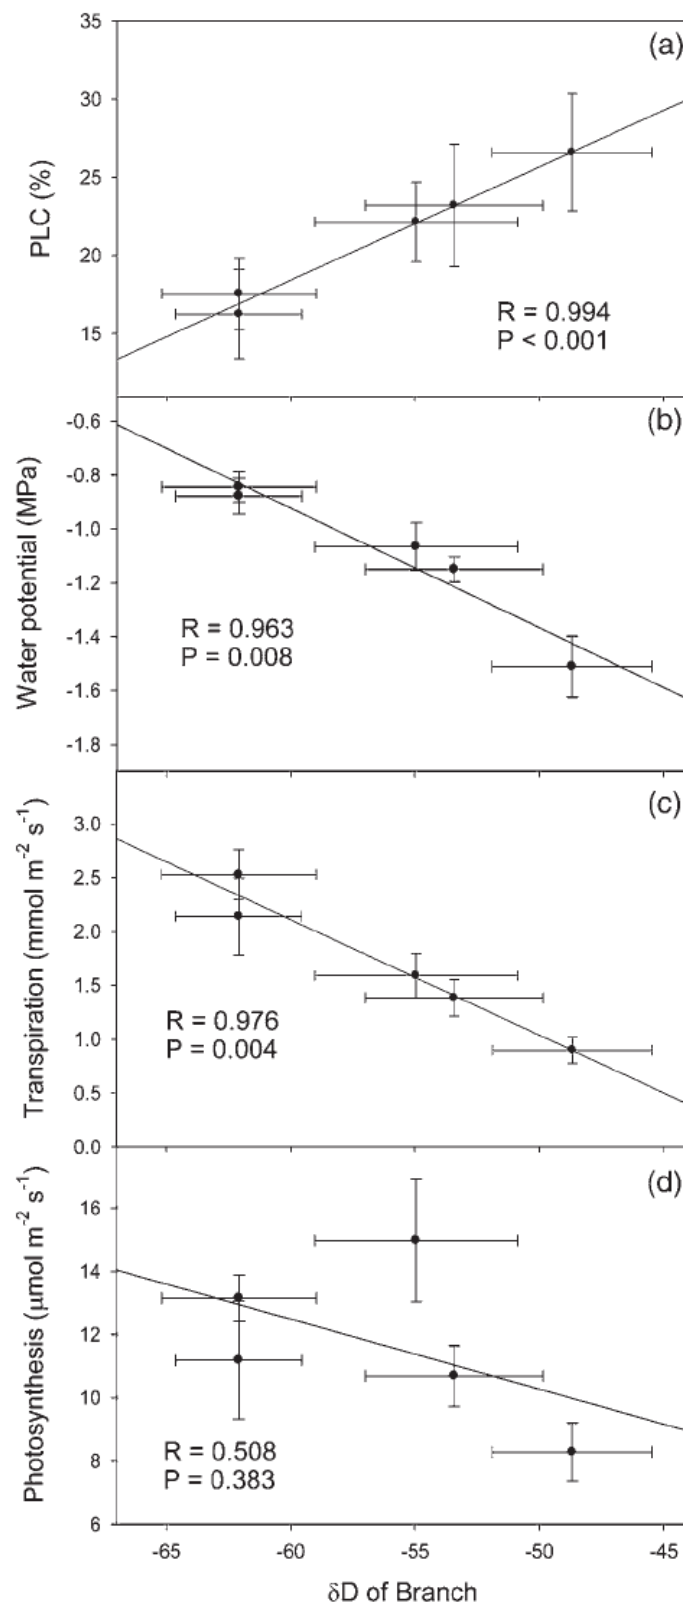 (a)
35
30
25
20
15
PLC (%)
R = 0.994
P < 0.001
(b)
-0.6
-0.8
-1.0
-1.2
-1.4
-1.6
-1.8
Water potential (MPa)
R = 0.963
P = 0.008
(c)
3.0
2.5
2.0
1.5
1.0
0.5
0.0
Transpiration (mmol m⁻² s⁻¹)
R = 0.976
P = 0.004
(d)
16
14
12
10
8
6
Photosynthesis (μmol m⁻² s⁻¹)
R = 0.508
P = 0.383
-65 -60 -55 -50 -45
δD of Branch